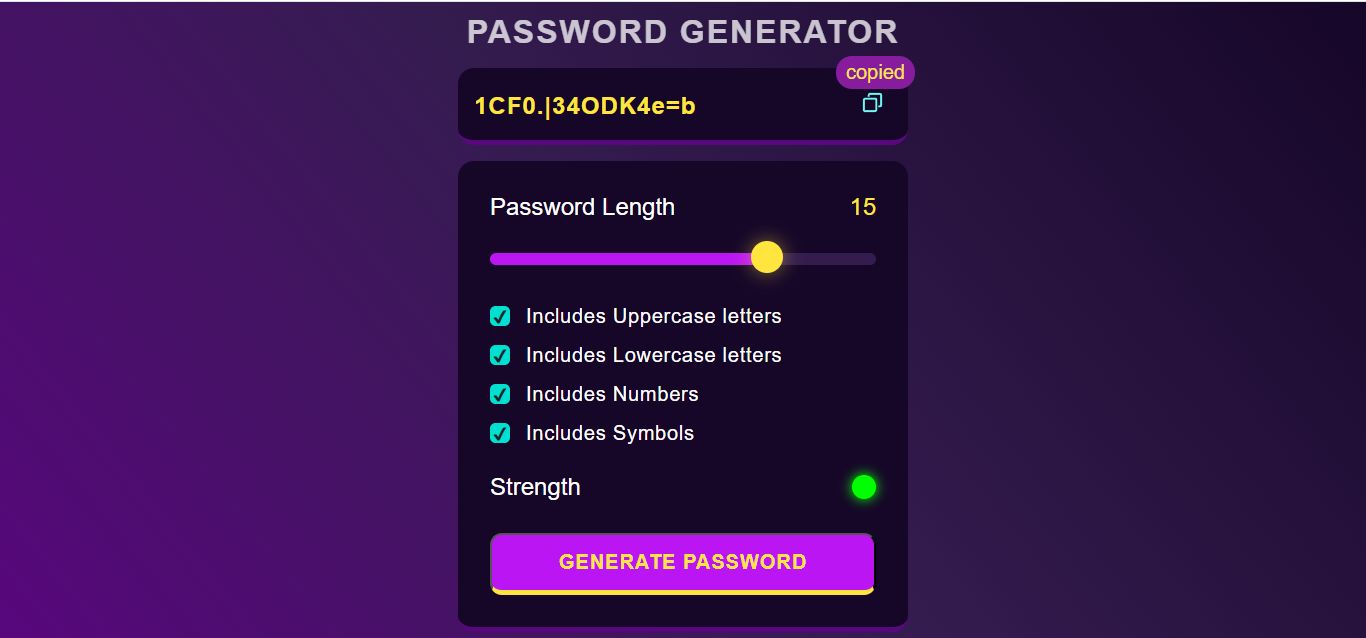 PASSWORD GENERATOR
copied
1CF0.|34ODK4e=b
Password Length 15
Includes Uppercase letters
Includes Lowercase letters
Includes Numbers
Includes Symbols
Strength
GENERATE PASSWORD